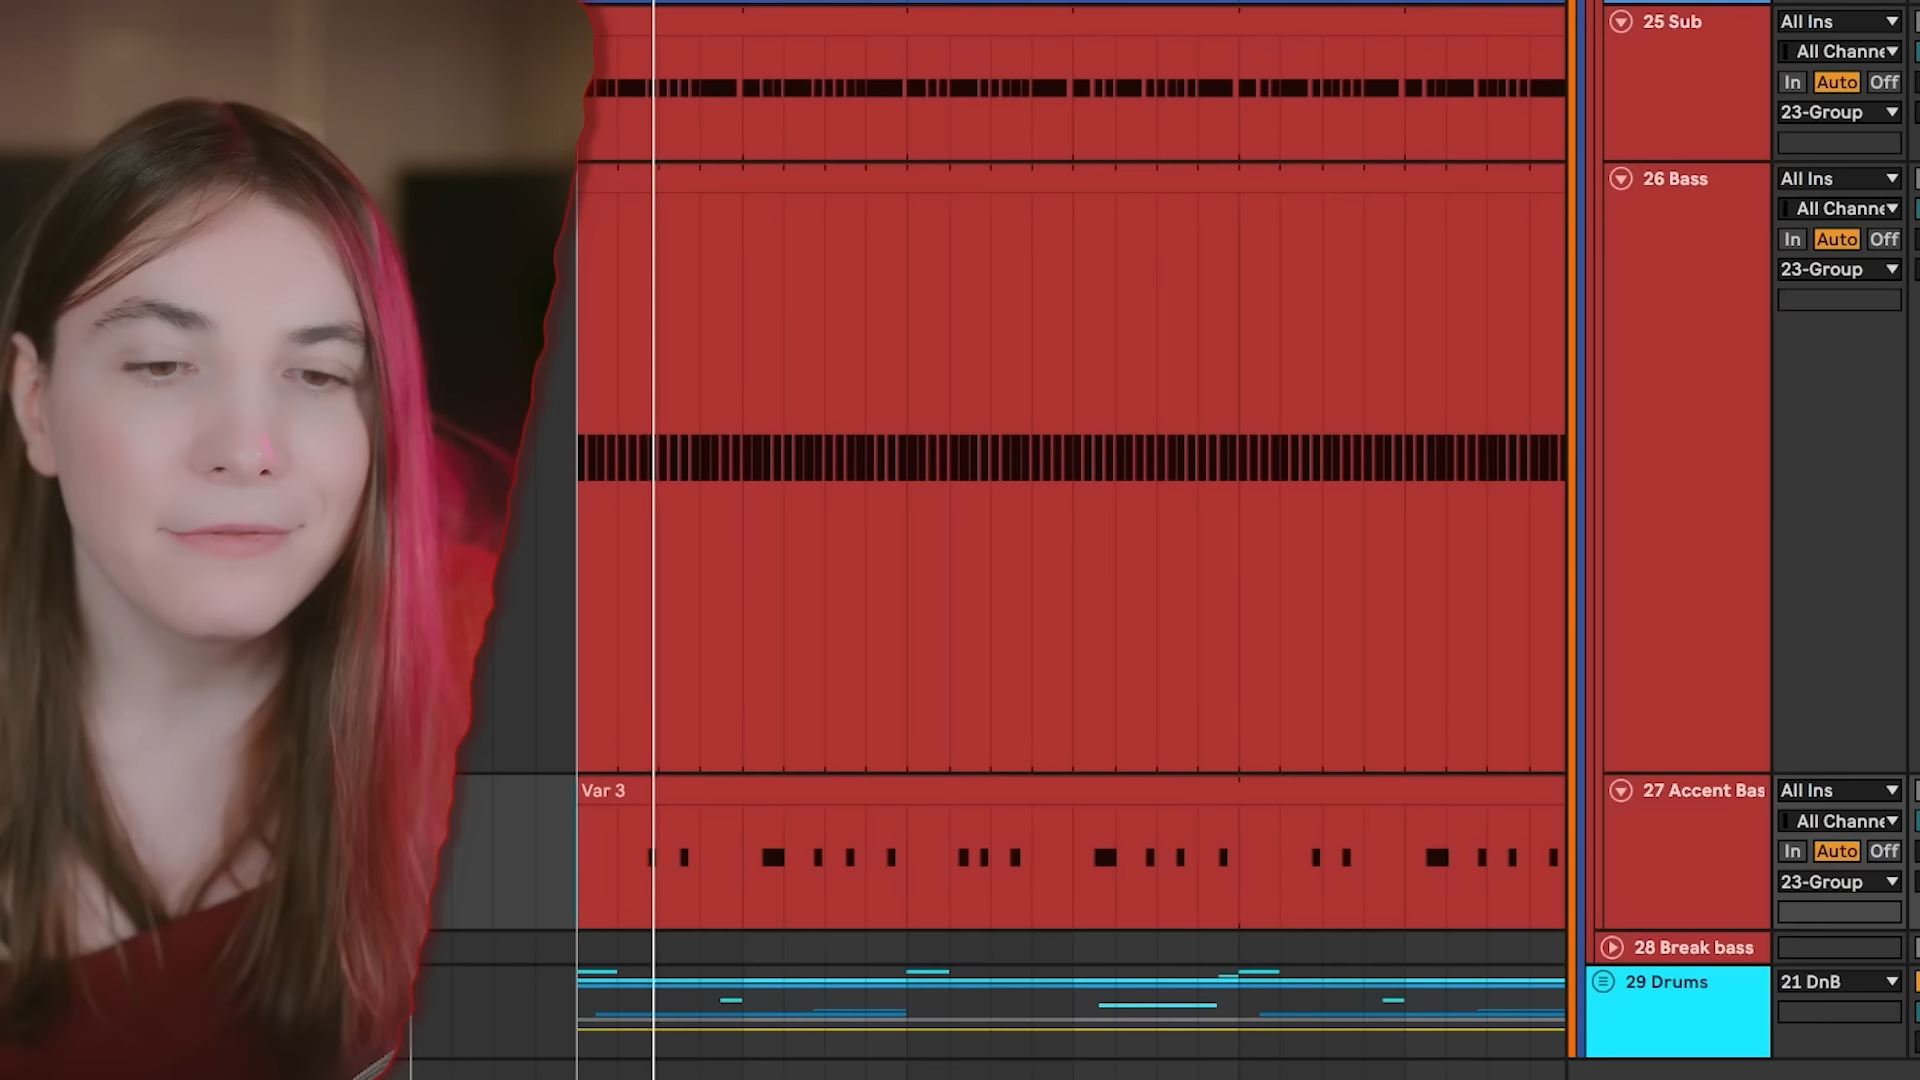 25 Sub
All Ins
All Channe
In Auto Off
23-Group
26 Bass
All Ins
All Channe
In Auto Off
23-Group
Var 3
27 Accent Bas
All Ins
All Channe
In Auto Off
23-Group
28 Break bass
29 Drums
21 DnB